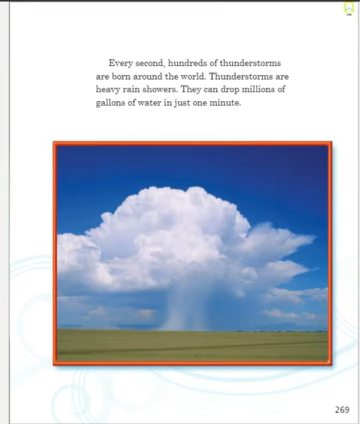 Every second, hundreds of thunderstorms
are born around the world. Thunderstorms are
heavy rain showers. They can drop millions of
gallons of water in just one minute.
269